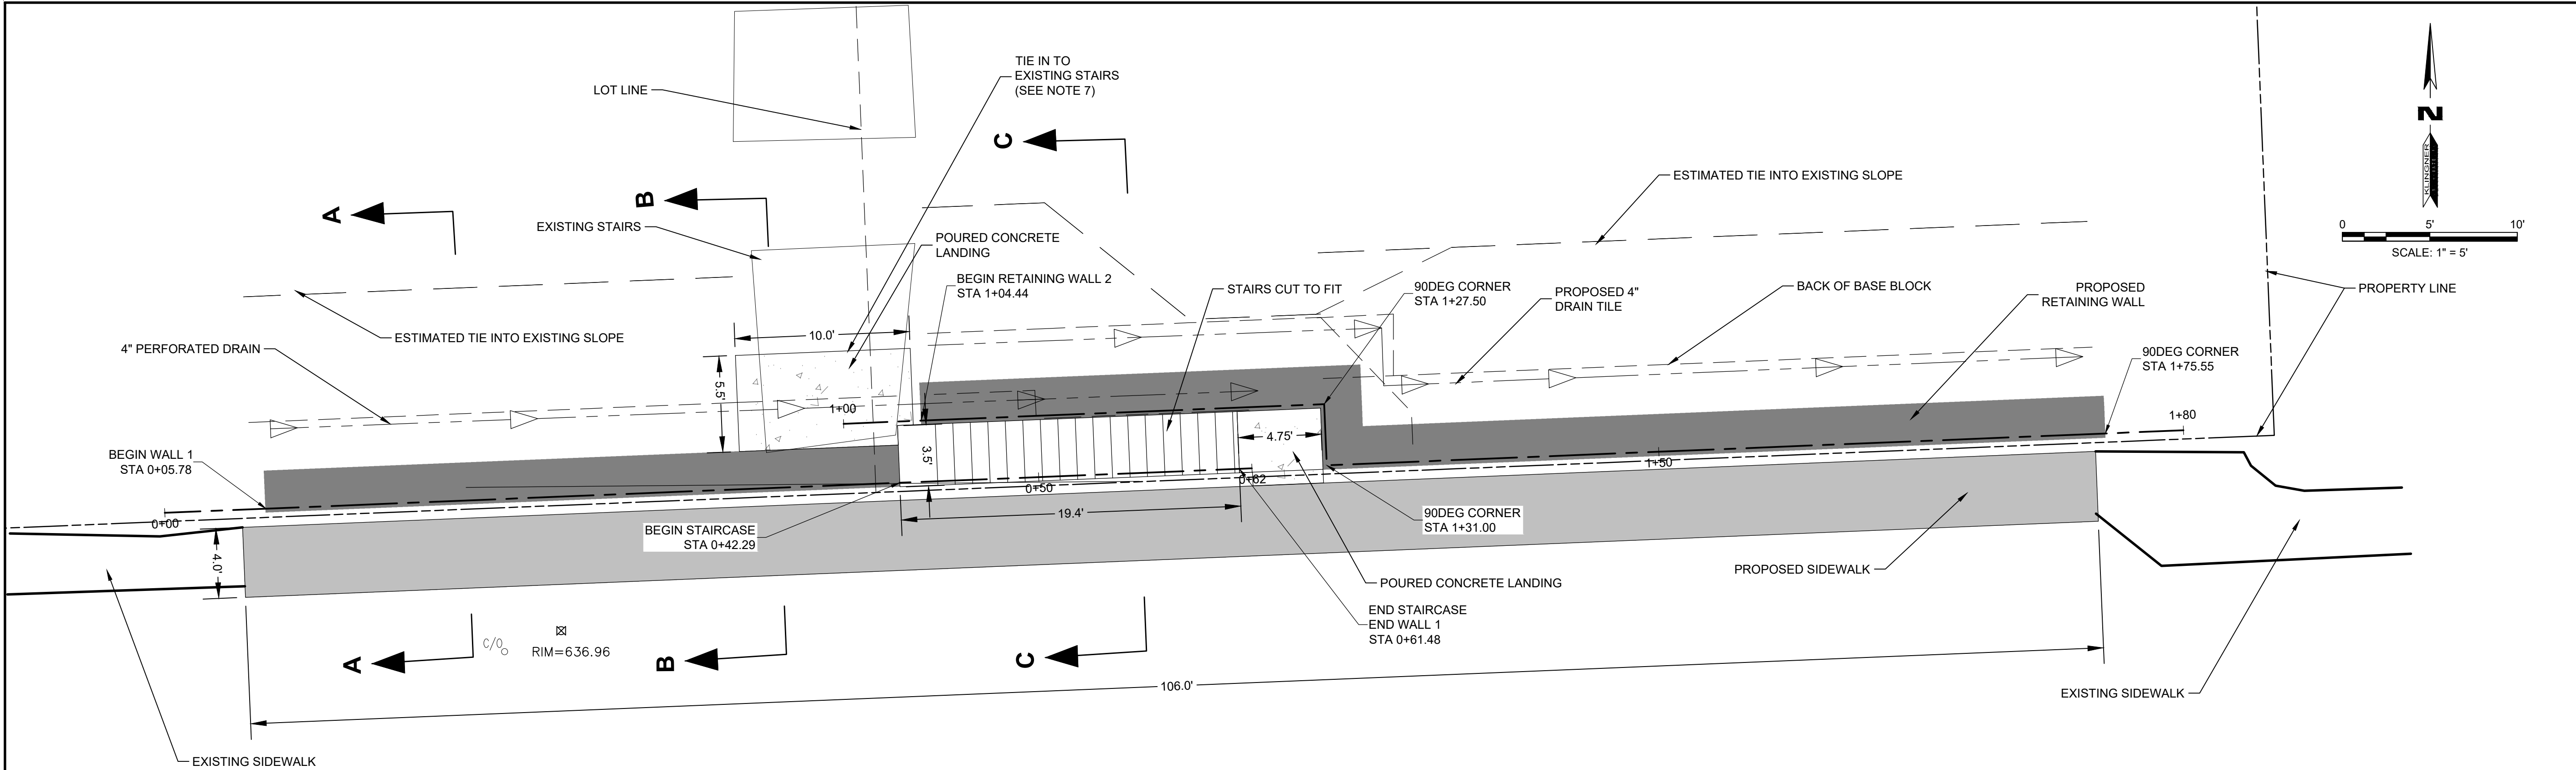 TIE IN TO
EXISTING STAIRS
(SEE NOTE 7)
LOT LINE
C
N
KLINGNER
ESTIMATED TIE INTO EXISTING SLOPE
A
B
EXISTING STAIRS
POURED CONCRETE
LANDING
0
5'
10'
SCALE: 1" = 5'
BEGIN RETAINING WALL 2
STA 1+04.44
STAIRS CUT TO FIT
90DEG CORNER
STA 1+27.50
PROPOSED 4"
DRAIN TILE
BACK OF BASE BLOCK
PROPOSED
RETAINING WALL
PROPERTY LINE
ESTIMATED TIE INTO EXISTING SLOPE
10.0'
4" PERFORATED DRAIN
90DEG CORNER
STA 1+75.55
5.5'
1+00
1+80
BEGIN WALL 1
STA 0+05.78
3.5'
4.75'
1+50
0+50
0+62
0+00
19.4'
BEGIN STAIRCASE
STA 0+42.29
90DEG CORNER
STA 1+31.00
4.0'
POURED CONCRETE LANDING
PROPOSED SIDEWALK
END STAIRCASE
END WALL 1
STA 0+61.48
C/O
RIM=636.96
A
B
C
106.0'
EXISTING SIDEWALK
EXISTING SIDEWALK